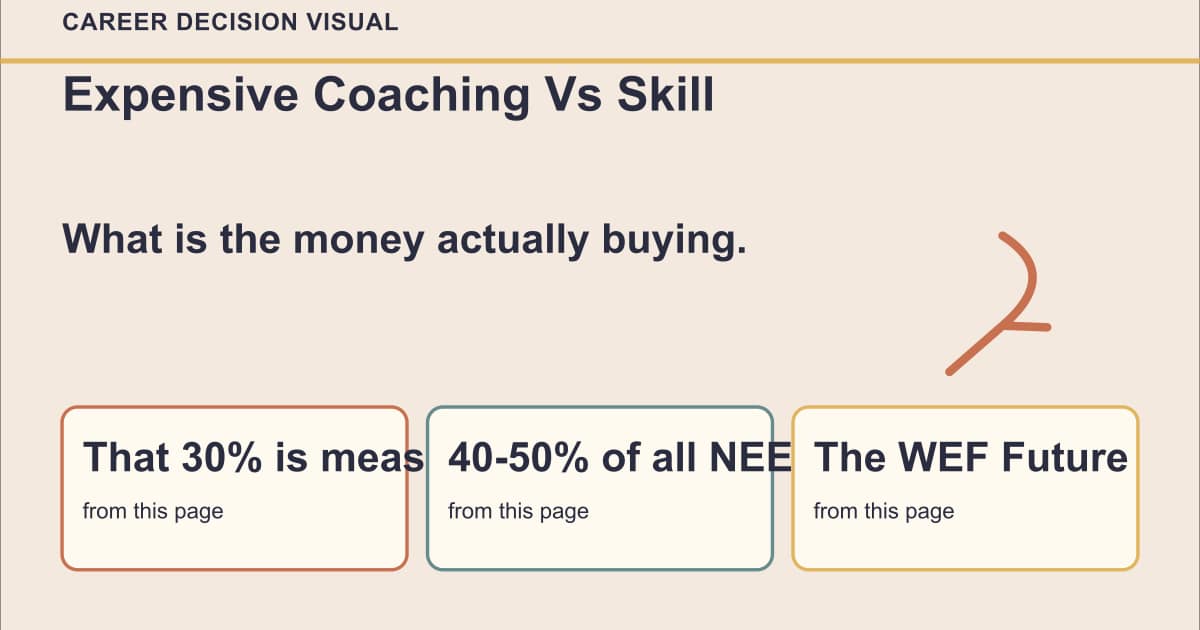 CAREER DECISION VISUAL
Expensive Coaching Vs Skill
What is the money actually buying.
That 30% is meas
from this page
40-50% of all NEE
from this page
The WEF Future
from this page